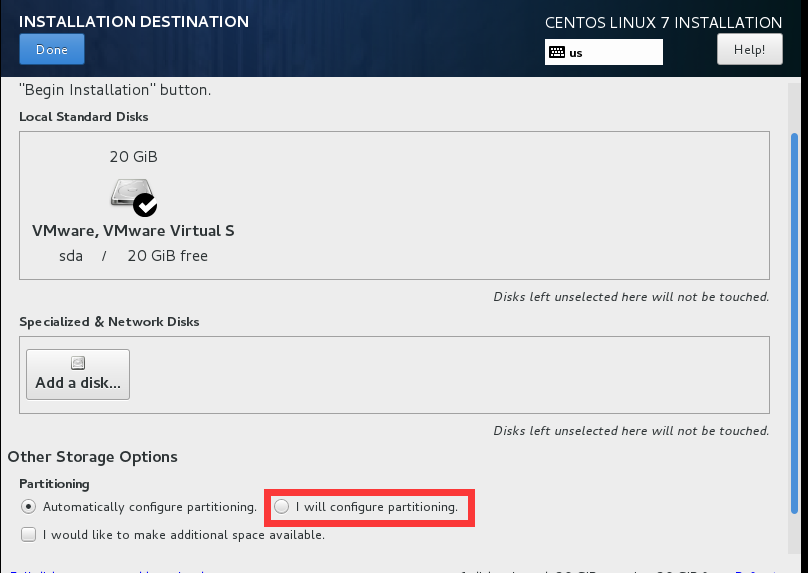 INSTALLATION DESTINATION
CENTOS LINUX 7 INSTALLATION
Done
us
Help!
"Begin Installation" button.
Local Standard Disks
20 GiB
VMware, VMware Virtual S
sda / 20 GiB free
Disks left unselected here will not be touched.
Specialized & Network Disks
Add a disk...
Disks left unselected here will not be touched.
Other Storage Options
Partitioning
Automatically configure partitioning. I will configure partitioning.
I would like to make additional space available.